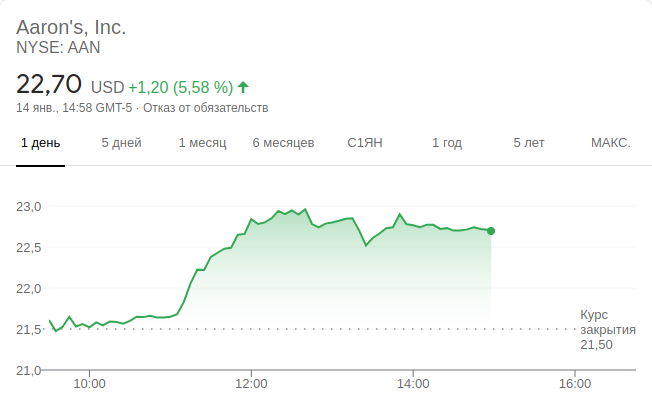 Aaron's, Inc.
NYSE: AAN
22,70 USD +1,20 (5,58 %)
14 янв., 14:58 GMT-5 · Отказ от обязательств
1 день 5 дней 1 месяц 6 месяцев С1ЯН 1 год 5 лет МАКС.
23,0
22,5
22,0
21,5
21,0
Курс
закрытия
21,50
10:00 12:00 14:00 16:00